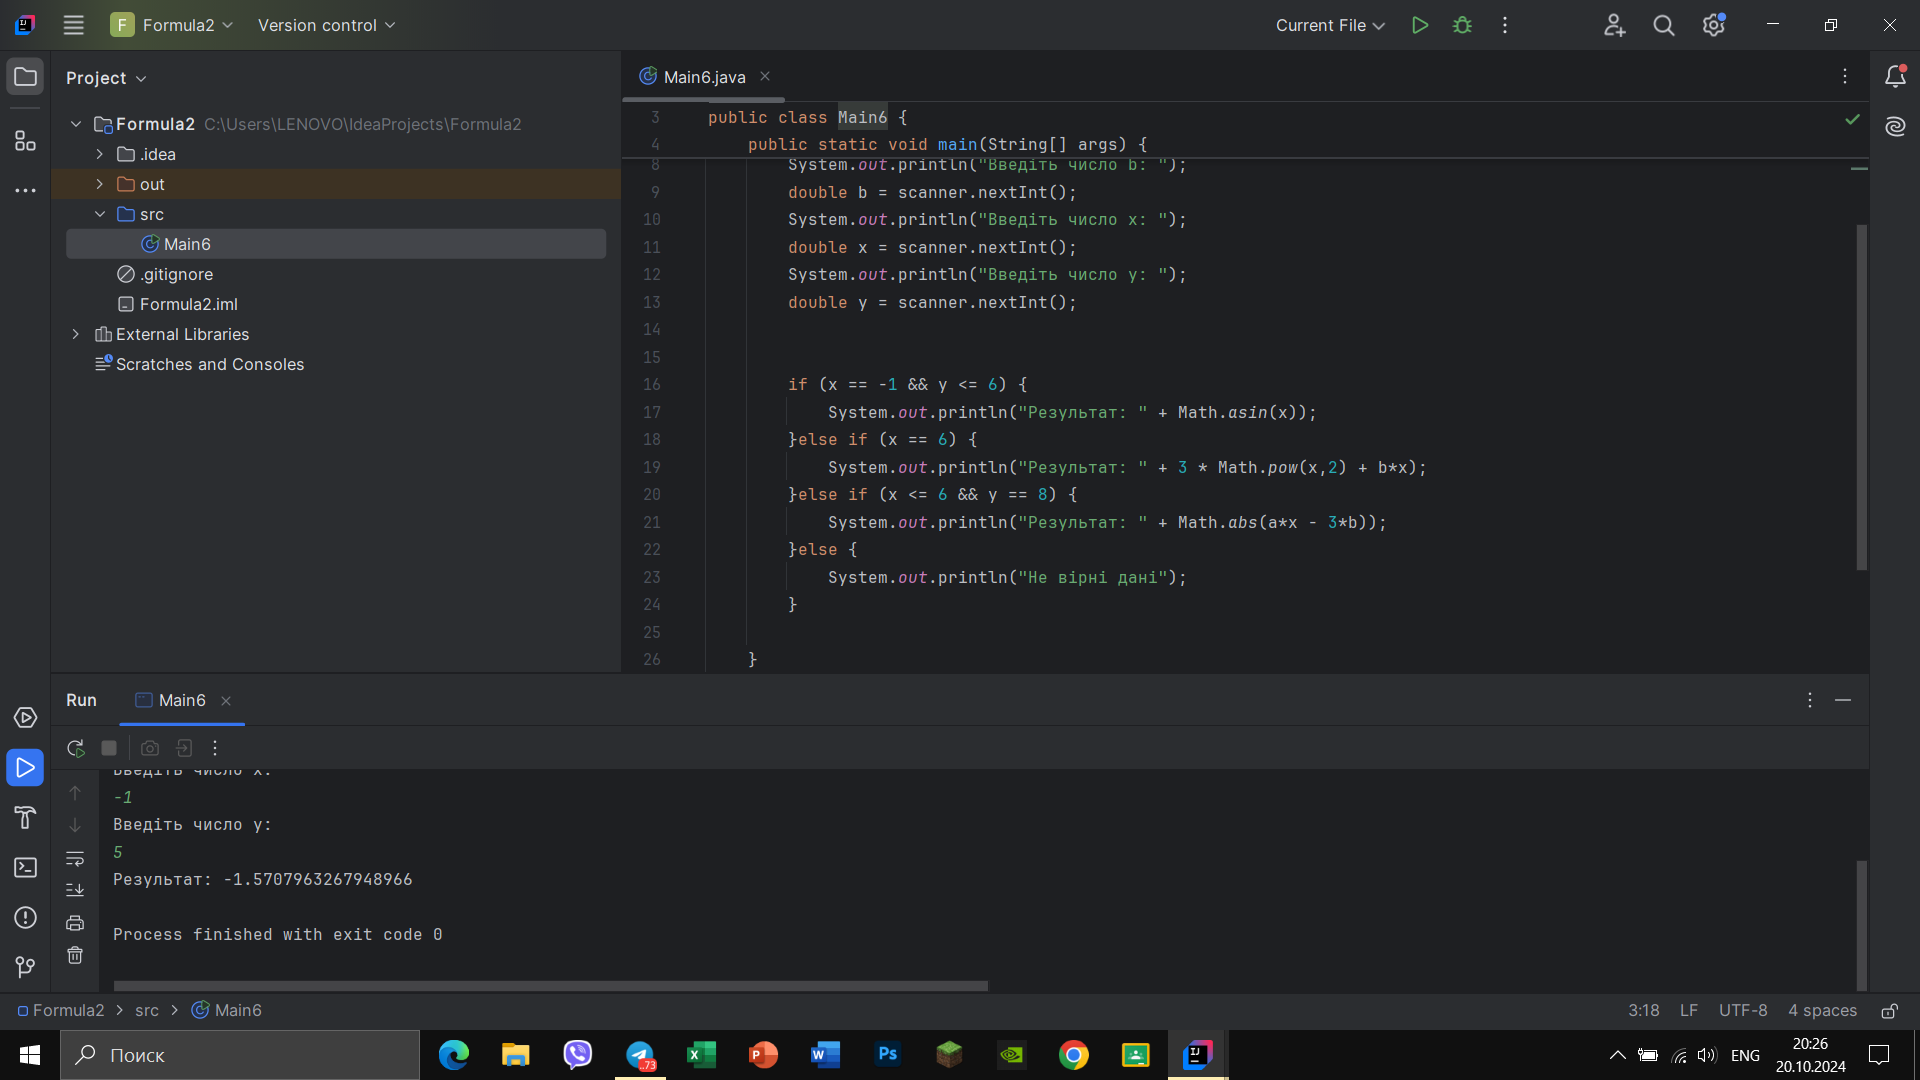 Formula2
Version control
Current File
Project
Main6.java
Formula2 C:\Users\LENOVO\IdeaProjects\Formula2
.idea
out
src
Main6
.gitignore
Formula2.iml
External Libraries
Scratches and Consoles
3 public class Main6 {
4 public static void main(String[] args) {
8 System.out.println("Введіть число b: ");
9 double b = scanner.nextInt();
10 System.out.println("Введіть число x: ");
11 double x = scanner.nextInt();
12 System.out.println("Введіть число y: ");
13 double y = scanner.nextInt();
14
15
16 if (x == -1 && y <= 6) {
17 System.out.println("Результат: " + Math.asin(x));
18 }else if (x == 6) {
19 System.out.println("Результат: " + 3 * Math.pow(x,2) + b*x);
20 }else if (x <= 6 && y == 8) {
21 System.out.println("Результат: " + Math.abs(a*x - 3*b));
22 }else {
23 System.out.println("Не вірні дані");
24 }
25
26 }
Run
Main6
Введіть число x:
-1
Введіть число y:
5
Результат: -1.5707963267948966
Process finished with exit code 0
Formula2 > src > Main6
3:18 LF UTF-8 4 spaces
Поиск
..73
ENG
20:26
20.10.2024